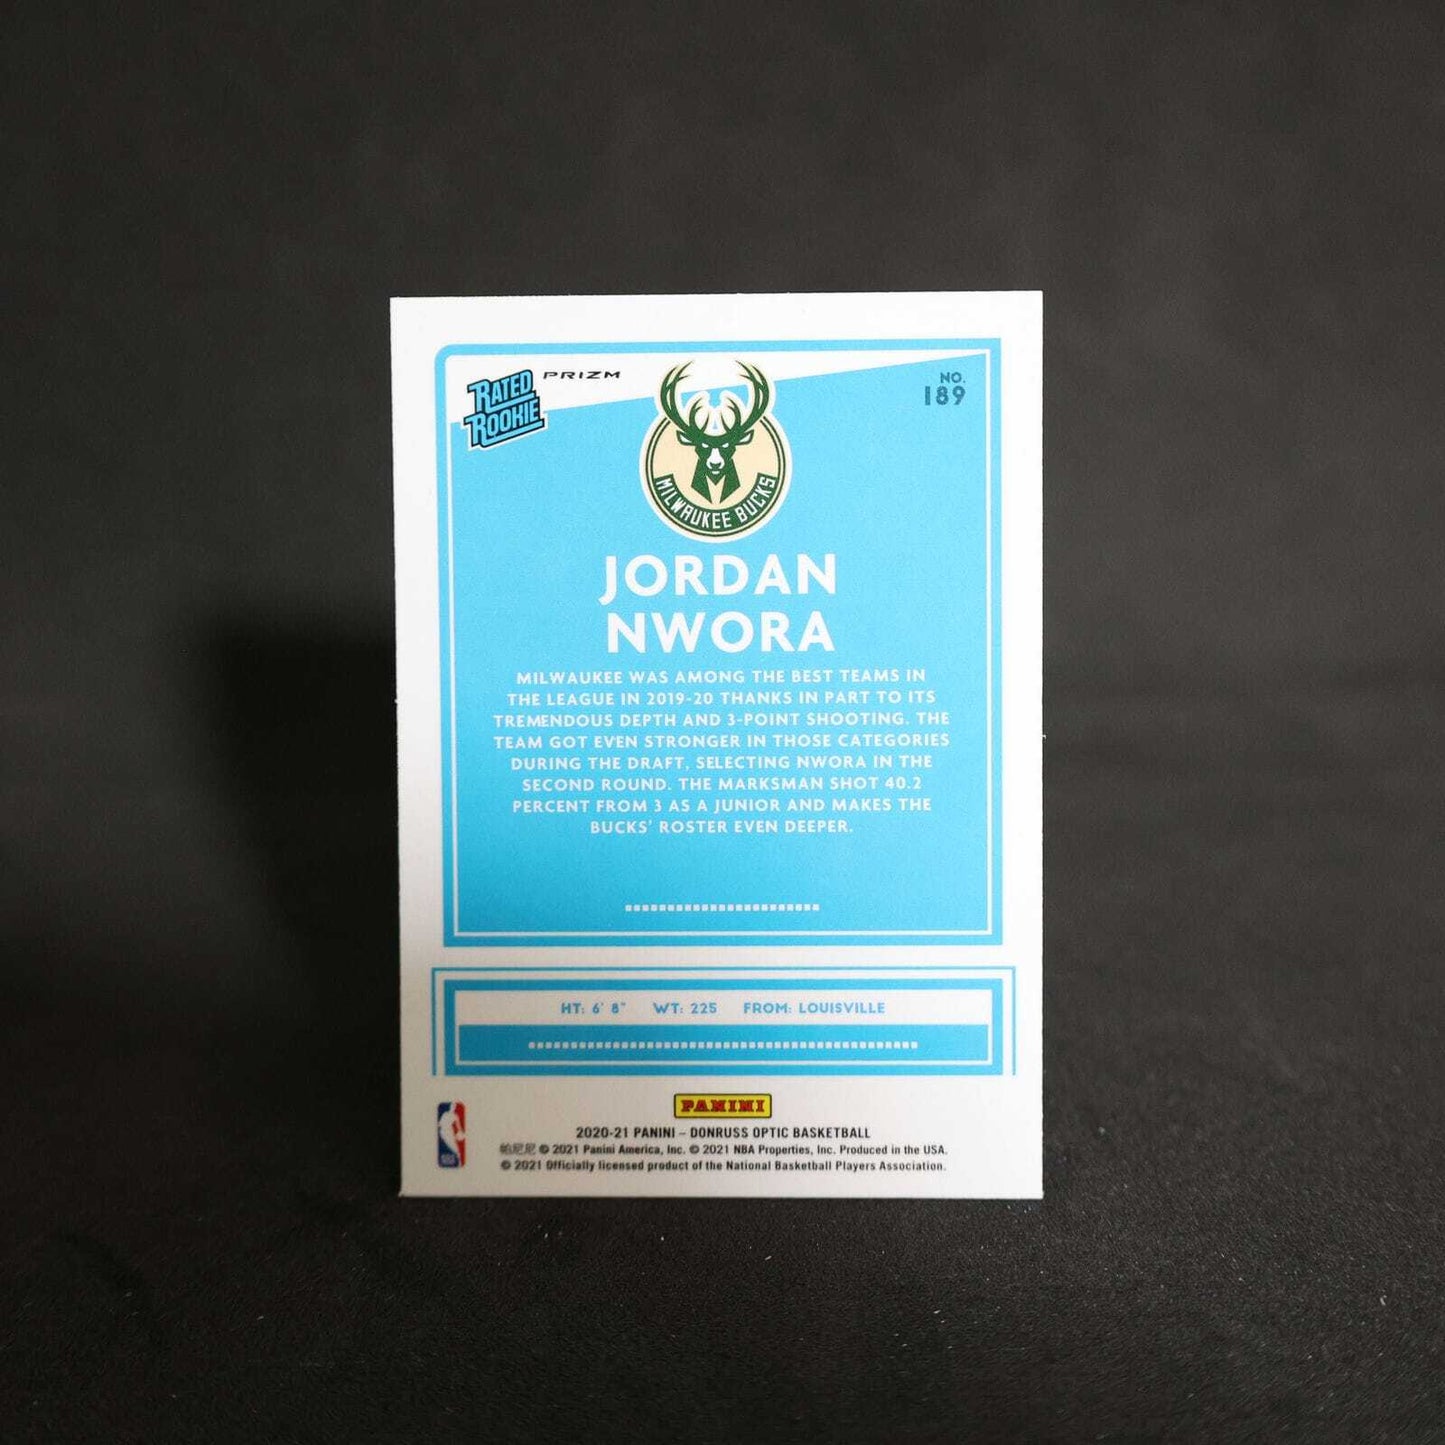 RATED
ROOKIE
PRIZM
NO.
189
MILWAUKEE BUCKS
JORDAN
NWORA
MILWAUKEE WAS AMONG THE BEST TEAMS IN
THE LEAGUE IN 2019-20 THANKS IN PART TO ITS
TREMENDOUS DEPTH AND 3-POINT SHOOTING. THE
TEAM GOT EVEN STRONGER IN THOSE CATEGORIES
DURING THE DRAFT, SELECTING NWORA IN THE
SECOND ROUND. THE MARKSMAN SHOT 40.2
PERCENT FROM 3 AS A JUNIOR AND MAKES THE
BUCKS' ROSTER EVEN DEEPER.
HT: 6' 8" WT: 225 FROM: LOUISVILLE
PANINI
2020-21 PANINI – DONRUSS OPTIC BASKETBALL
帕尼尼 © 2021 Panini America, Inc. © 2021 NBA Properties, Inc. Produced in the USA.
© 2021 Officially licensed product of the National Basketball Players Association.
NBA